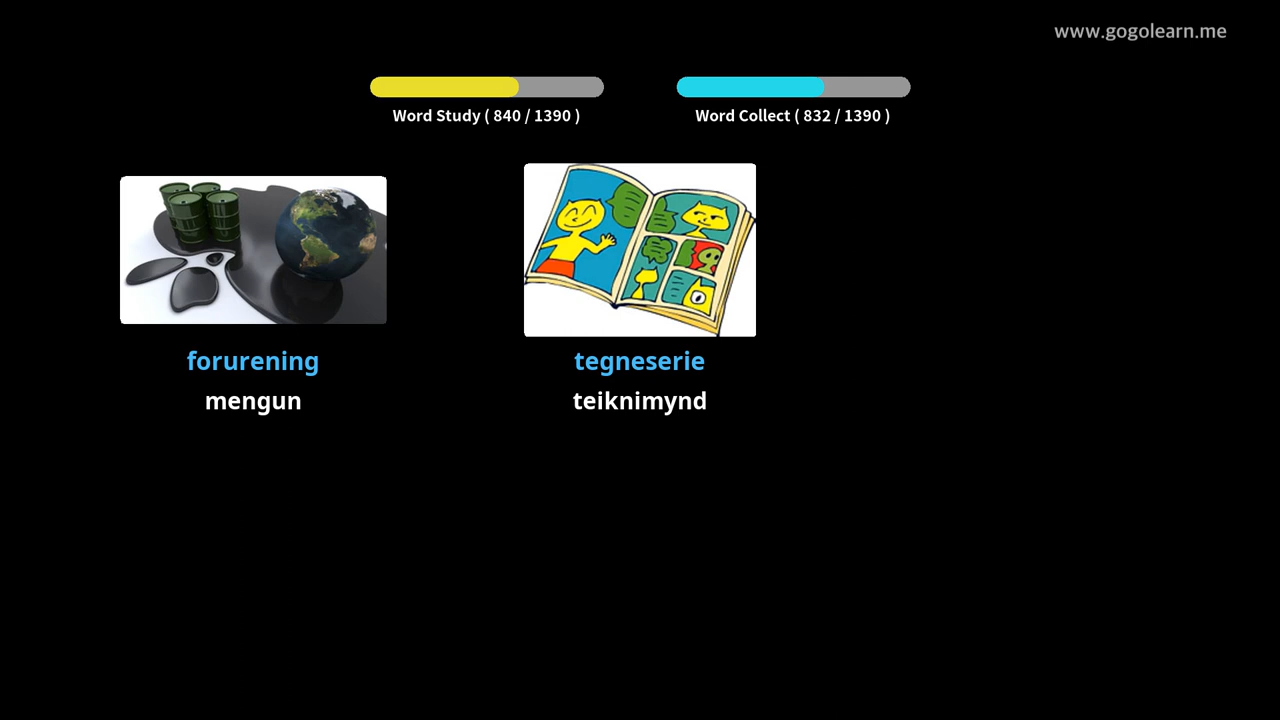 www.gogolearn.me
Word Study ( 840 / 1390 )
Word Collect ( 832 / 1390 )
forurening
mengun
tegneserie
teiknimynd